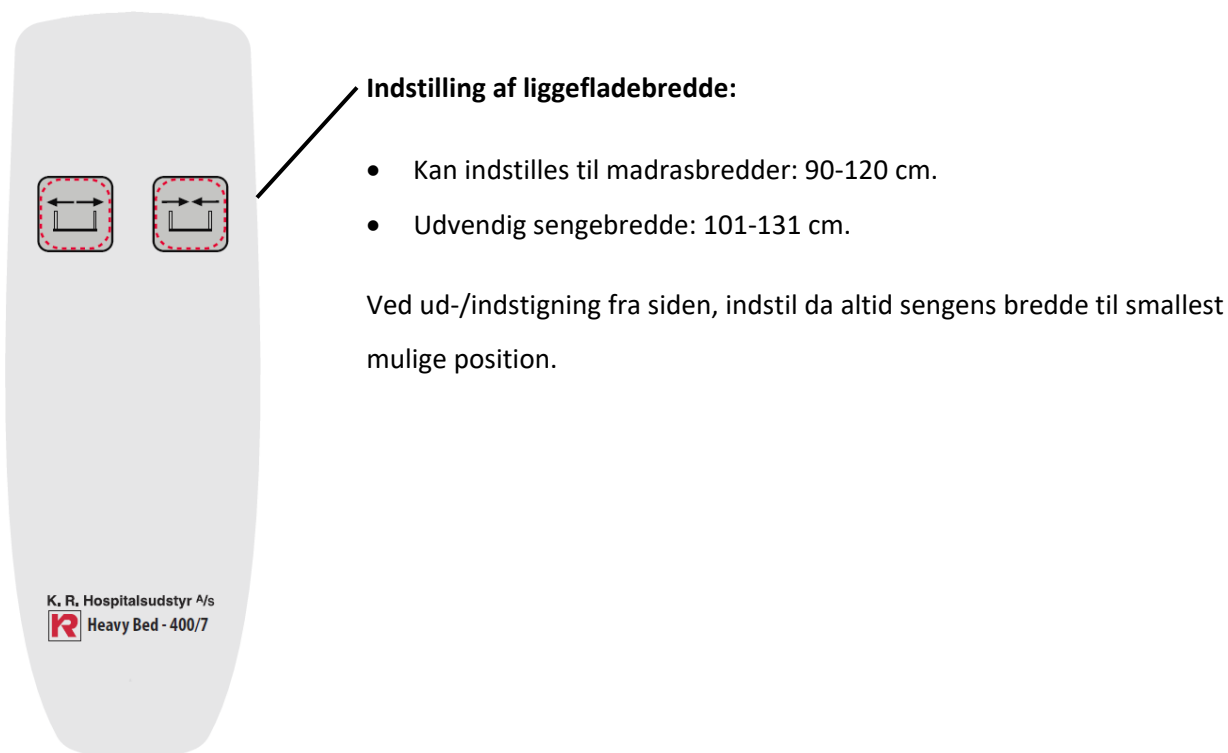 Indstilling af liggefladebredde:
• Kan indstilles til madrasbredder: 90-120 cm.
• Udvendig sengebredde: 101-131 cm.
Ved ud-/indstigning fra siden, indstil da altid sengens bredde til smallest
mulige position.
K. R. Hospitalsudstyr A/s
R Heavy Bed - 400/7